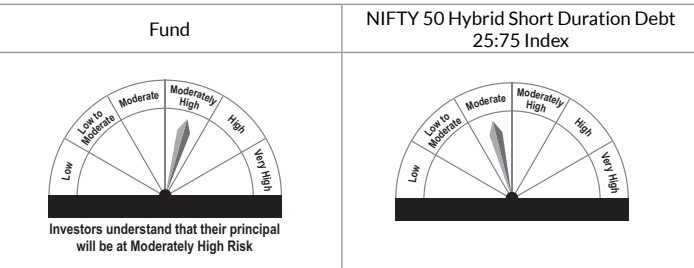 Fund
NIFTY 50 Hybrid Short Duration Debt
25:75 Index
Low
Low to
Moderate
Moderate
Moderately
High
High
Very High
Investors understand that their principal
will be at Moderately High Risk
Low
Low to
Moderate
Moderate
Moderately
High
High
Very High